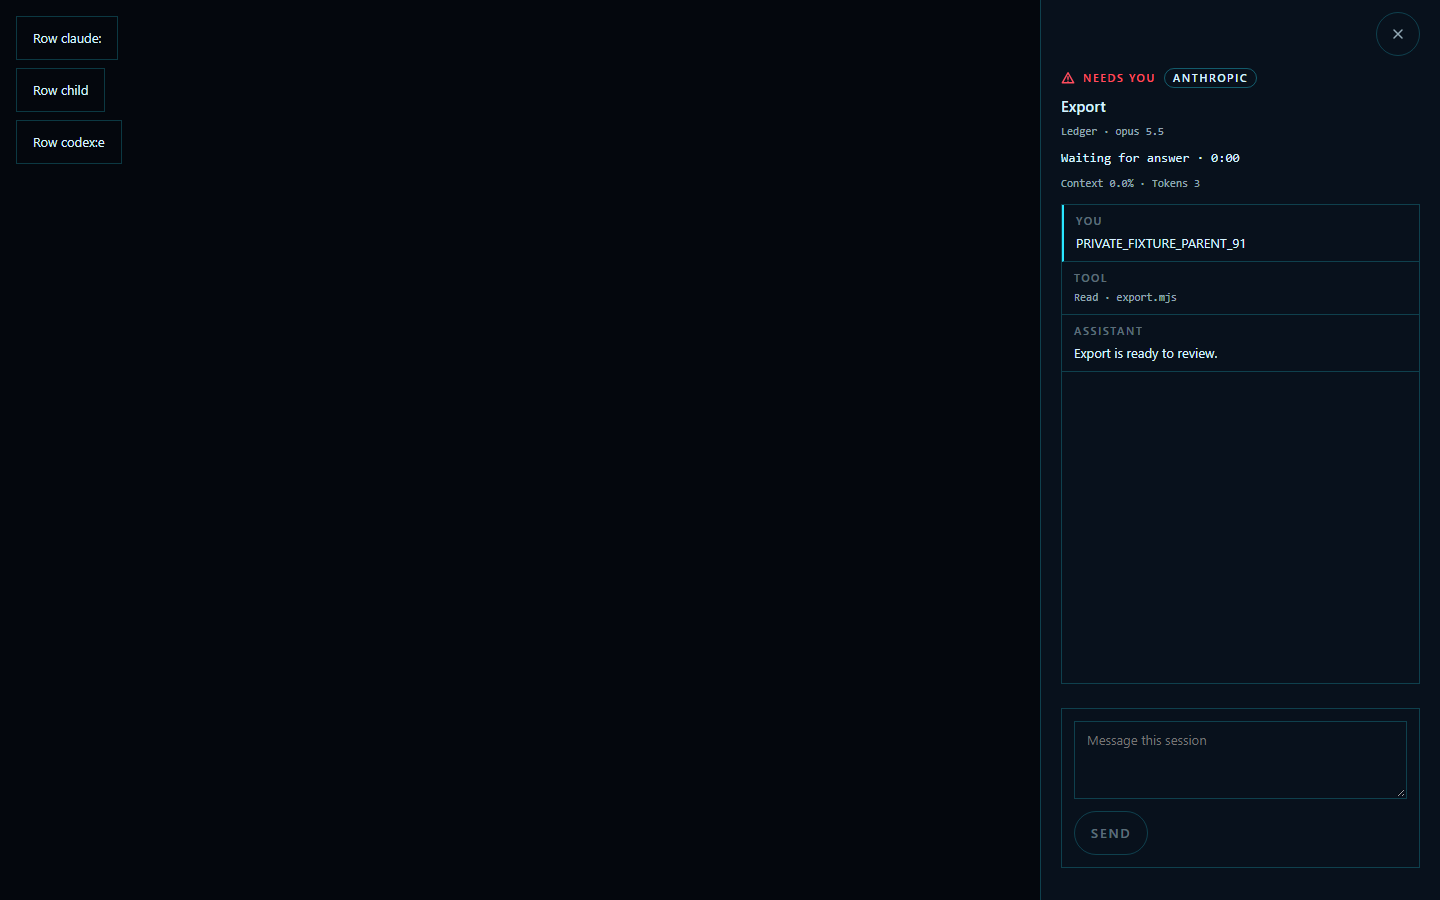 Row claude:
Row child
Row codex:e
NEEDS YOU ANTHROPIC
Export
Ledger · opus 5.5
Waiting for answer · 0:00
Context 0.0% · Tokens 3
YOU
PRIVATE_FIXTURE_PARENT_91
TOOL
Read · export.mjs
ASSISTANT
Export is ready to review.
Message this session
SEND